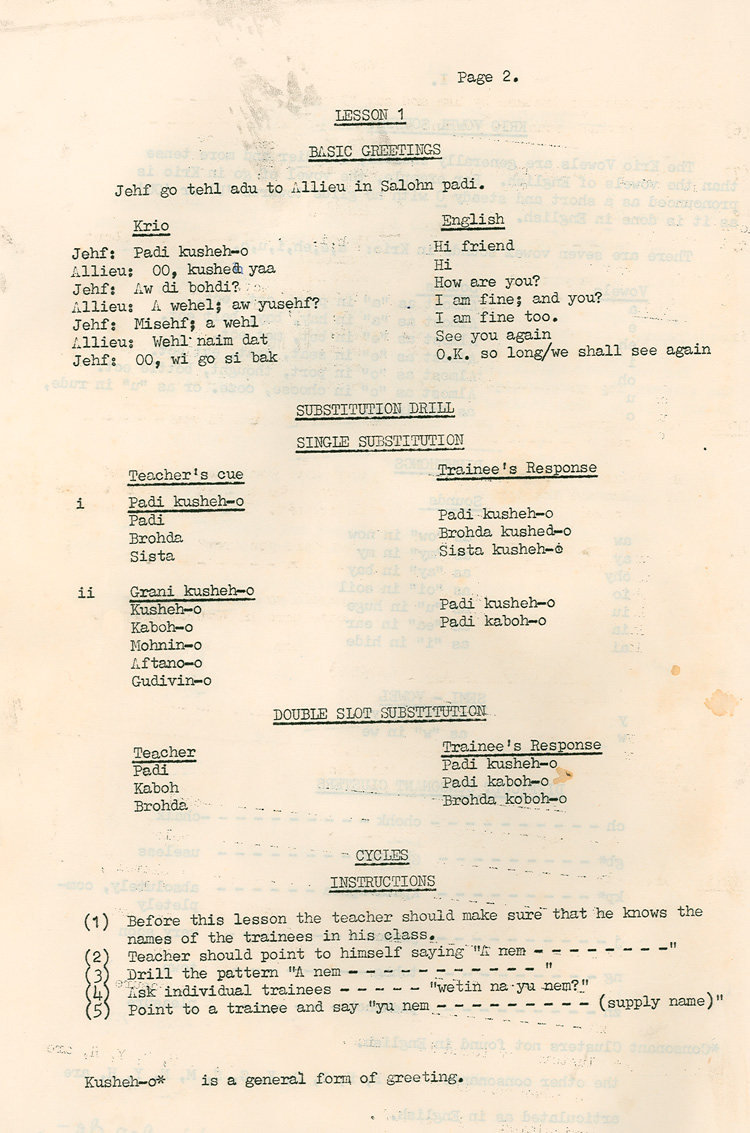 Page 2.
LESSON 1
BASIC GREETINGS
Jehf go tehl adu to Allieu in Salohn padi.
Krio English
Jehf: Padi kusheh-o Hi friend
Allieu: OO, kusheh yaa Hi
Jehf: Aw di bohdi? How are you?
Allieu: A wehel; aw yusehf? I am fine; and you?
Jehf: Misehf; a wehl I am fine too.
Allieu: Wehl naim dat See you again
Jehf: OO, wi go si bak O.K. so long/we shall see again
SUBSTITUTION DRILL
SINGLE SUBSTITUTION
Teacher's cue Trainee's Response
i Padi kusheh-o
Padi Padi kusheh-o
Brohda Brohda kushed-o
Sista Sista kusheh-o
ii Grani kusheh-o
Kusheh-o Padi kusheh-o
Kaboh-o Padi kaboh-o
Mohnin-o
Aftano-o
Gudivin-o
DOUBLE SLOT SUBSTITUTION
Teacher Trainee's Response
Padi Padi kusheh-o
Kaboh Padi kaboh-o
Brohda Brohda koboh-o
CYCLES
INSTRUCTIONS
(1) Before this lesson the teacher should make sure that he knows the
names of the trainees in his class.
(2) Teacher should point to himself saying "A nem - - - - - - - -"
(3) Drill the pattern "A nem - - - - - - - - - - - "
(4) Ask individual trainees - - - - - "wetin na yu nem?"
(5) Point to a trainee and say "yu nem - - - - - - - - - (supply name)"
Kusheh-o* is a general form of greeting.